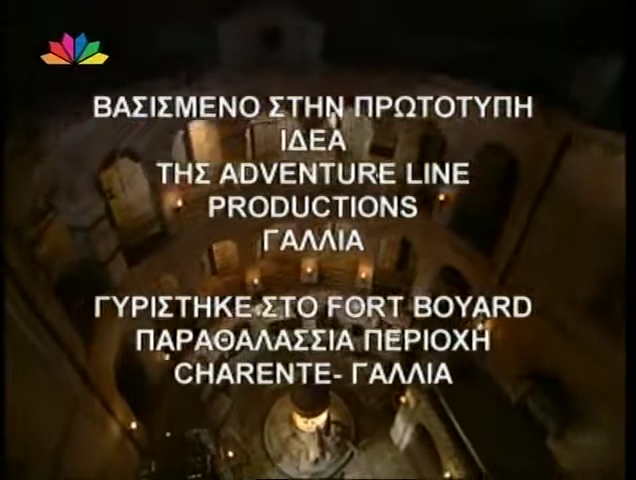 ΒΑΣΙΣΜΕΝΟ ΣΤΗΝ ΠΡΩΤΟΤΥΠΗ
ΙΔΕΑ
ΤΗΣ ADVENTURE LINE
PRODUCTIONS
ΓΑΛΛΙΑ
ΓΥΡΙΣΤΗΚΕ ΣΤΟ FORT BOYARD
ΠΑΡΑΘΑΛΑΣΣΙΑ ΠΕΡΙΟΧΗ
CHARENTE- ΓΑΛΛΙΑ